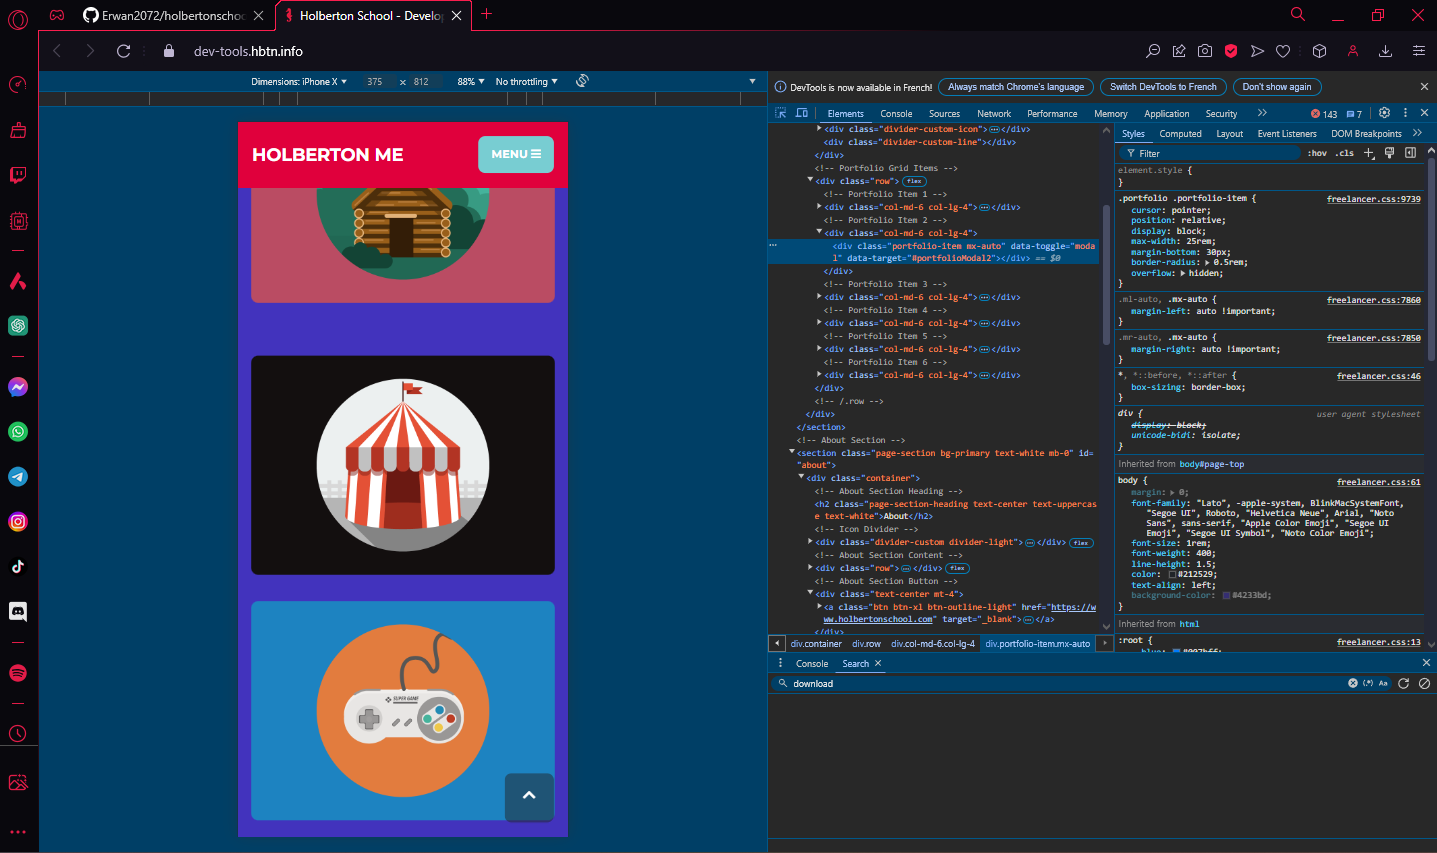 Erwan2072/holbertonschoo
Holberton School - Develop
dev-tools.hbtn.info
Dimensions: iPhone X
375
×
812
88%
No throttling
HOLBERTON ME
MENU
SUPER GAME
DevTools is now available in French!
Always match Chrome's language
Switch DevTools to French
Don't show again
Elements
Console
Sources
Network
Performance
Memory
Application
Security
143
7
<div class="divider-custom-icon">…</div>
<div class="divider-custom-line"></div>
</div>
<!-- Portfolio Grid Items -->
<div class="row"> flex
<!-- Portfolio Item 1 -->
<div class="col-md-6 col-lg-4">…</div>
<!-- Portfolio Item 2 -->
<div class="col-md-6 col-lg-4">
<div class="portfolio-item mx-auto" data-toggle="moda
l" data-target="#portfolioModal2"></div> == $0
</div>
<!-- Portfolio Item 3 -->
<div class="col-md-6 col-lg-4">…</div>
<!-- Portfolio Item 4 -->
<div class="col-md-6 col-lg-4">…</div>
<!-- Portfolio Item 5 -->
<div class="col-md-6 col-lg-4">…</div>
<!-- Portfolio Item 6 -->
<div class="col-md-6 col-lg-4">…</div>
</div>
<!-- /.row -->
</div>
</section>
<!-- About Section -->
<section class="page-section bg-primary text-white mb-0" id=
"about">
<div class="container">
<!-- About Section Heading -->
<h2 class="page-section-heading text-center text-uppercas
e text-white">About</h2>
<!-- Icon Divider -->
<div class="divider-custom divider-light">…</div> flex
<!-- About Section Content -->
<div class="row">…</div> flex
<!-- About Section Button -->
<div class="text-center mt-4">
<a class="btn btn-xl btn-outline-light" href="https://w
ww.holbertonschool.com" target="_blank">…</a>
</div>
div.container
div.row
div.col-md-6.col-lg-4
div.portfolio-item.mx-auto
Styles
Computed
Layout
Event Listeners
DOM Breakpoints
Filter
:hov
.cls
element.style {
}
.portfolio .portfolio-item { freelancer.css:9739
cursor: pointer;
position: relative;
display: block;
max-width: 25rem;
margin-bottom: 30px;
border-radius: 0.5rem;
overflow: hidden;
}
.ml-auto, .mx-auto { freelancer.css:7860
margin-left: auto !important;
}
.mr-auto, .mx-auto { freelancer.css:7850
margin-right: auto !important;
}
*, *::before, *::after { freelancer.css:46
box-sizing: border-box;
}
div { user agent stylesheet
display: block;
unicode-bidi: isolate;
}
Inherited from body#page-top
body { freelancer.css:61
margin: 0;
font-family: "Lato", -apple-system, BlinkMacSystemFont,
"Segoe UI", Roboto, "Helvetica Neue", Arial, "Noto
Sans", sans-serif, "Apple Color Emoji", "Segoe UI
Emoji", "Segoe UI Symbol", "Noto Color Emoji";
font-size: 1rem;
font-weight: 400;
line-height: 1.5;
color: #212529;
text-align: left;
background-color: #4233bd;
}
Inherited from html
:root { freelancer.css:13
--blue: #007bff;
Console
Search
download
(.*)
Aa